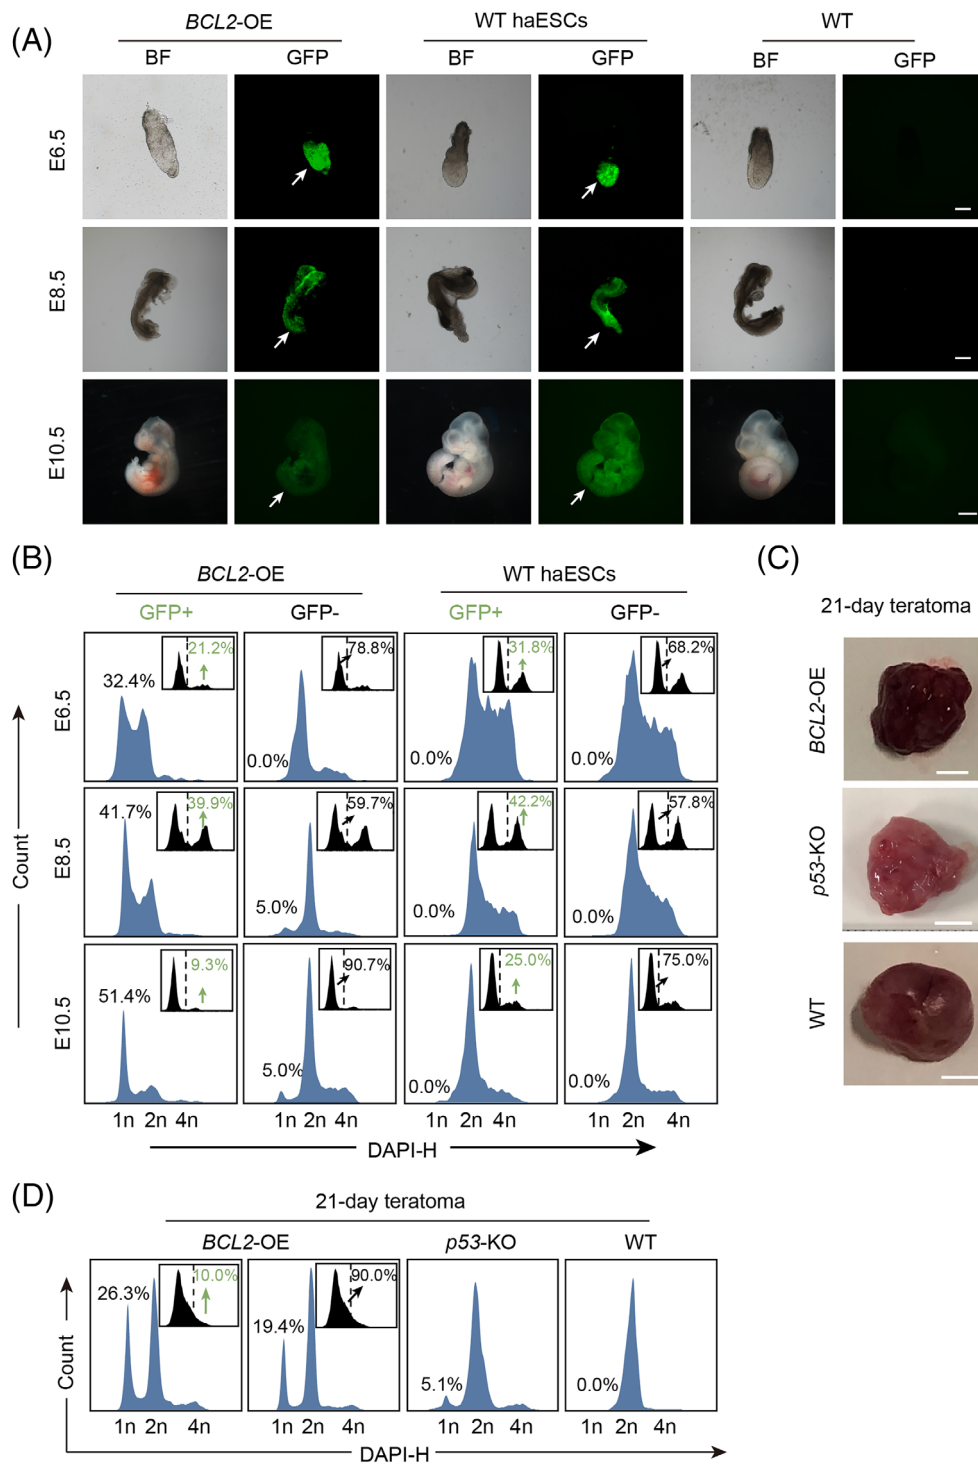 (A)
BCL2-OE WT haESCs WT
BF GFP BF GFP BF GFP
E6.5
E8.5
E10.5
(B)
BCL2-OE WT haESCs
GFP+ GFP- GFP+ GFP-
E6.5
32.4% 21.2% 0.0% 78.8% 0.0% 31.8% 0.0% 68.2%
E8.5
41.7% 39.9% 5.0% 59.7% 0.0% 42.2% 0.0% 57.8%
E10.5
51.4% 9.3% 5.0% 90.7% 0.0% 25.0% 0.0% 75.0%
1n 2n 4n 1n 2n 4n 1n 2n 4n 1n 2n 4n
Count
DAPI-H
(C)
21-day teratoma
BCL2-OE
p53-KO
WT
(D)
21-day teratoma
BCL2-OE p53-KO WT
26.3% 10.0% 19.4% 90.0% 5.1% 0.0%
1n 2n 4n 1n 2n 4n 1n 2n 4n 1n 2n 4n
Count
DAPI-H